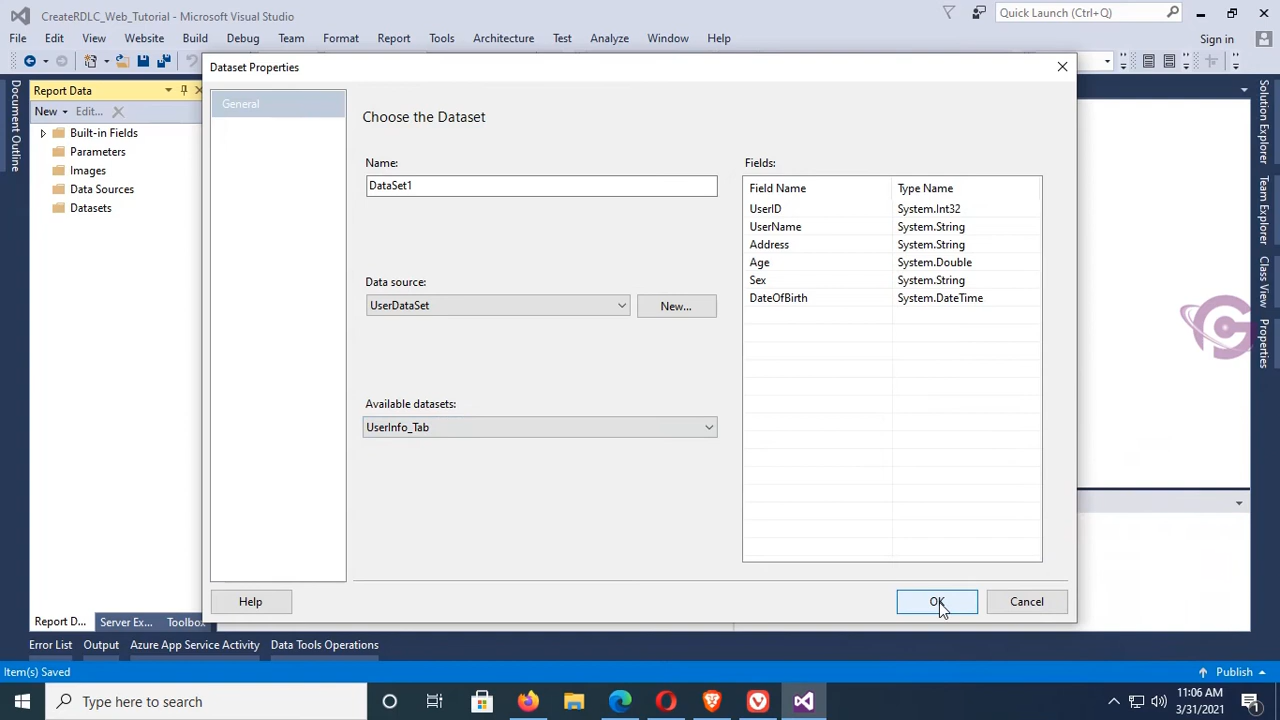 CreateRDLC_Web_Tutorial - Microsoft Visual Studio
Quick Launch (Ctrl+Q)
File Edit View Website Build Debug Team Format Report Tools Architecture Test Analyze Window Help
Sign in
Document Outline
Report Data
New Edit...
Built-in Fields
Parameters
Images
Data Sources
Datasets
Dataset Properties
General
Choose the Dataset
Name:
DataSet1
Data source:
UserDataSet
New...
Available datasets:
UserInfo_Tab
Fields:
Field Name Type Name
UserID System.Int32
UserName System.String
Address System.String
Age System.Double
Sex System.String
DateOfBirth System.DateTime
Help
OK
Cancel
Solution Explorer
Team Explorer
Class View
Properties
Report D... Server Ex... Toolbox
Error List Output Azure App Service Activity Data Tools Operations
Item(s) Saved
Publish
Type here to search
11:06 AM
3/31/2021
1